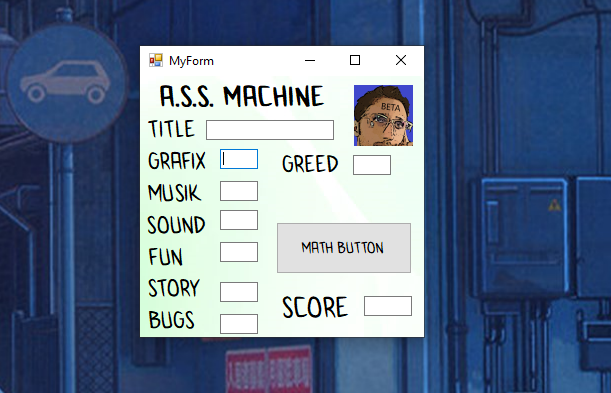 MyForm
A.S.S. MACHINE
BETA
TITLE
GRAFIX
GREED
MUSIK
SOUND
MATH BUTTON
FUN
STORY
SCORE
BUGS